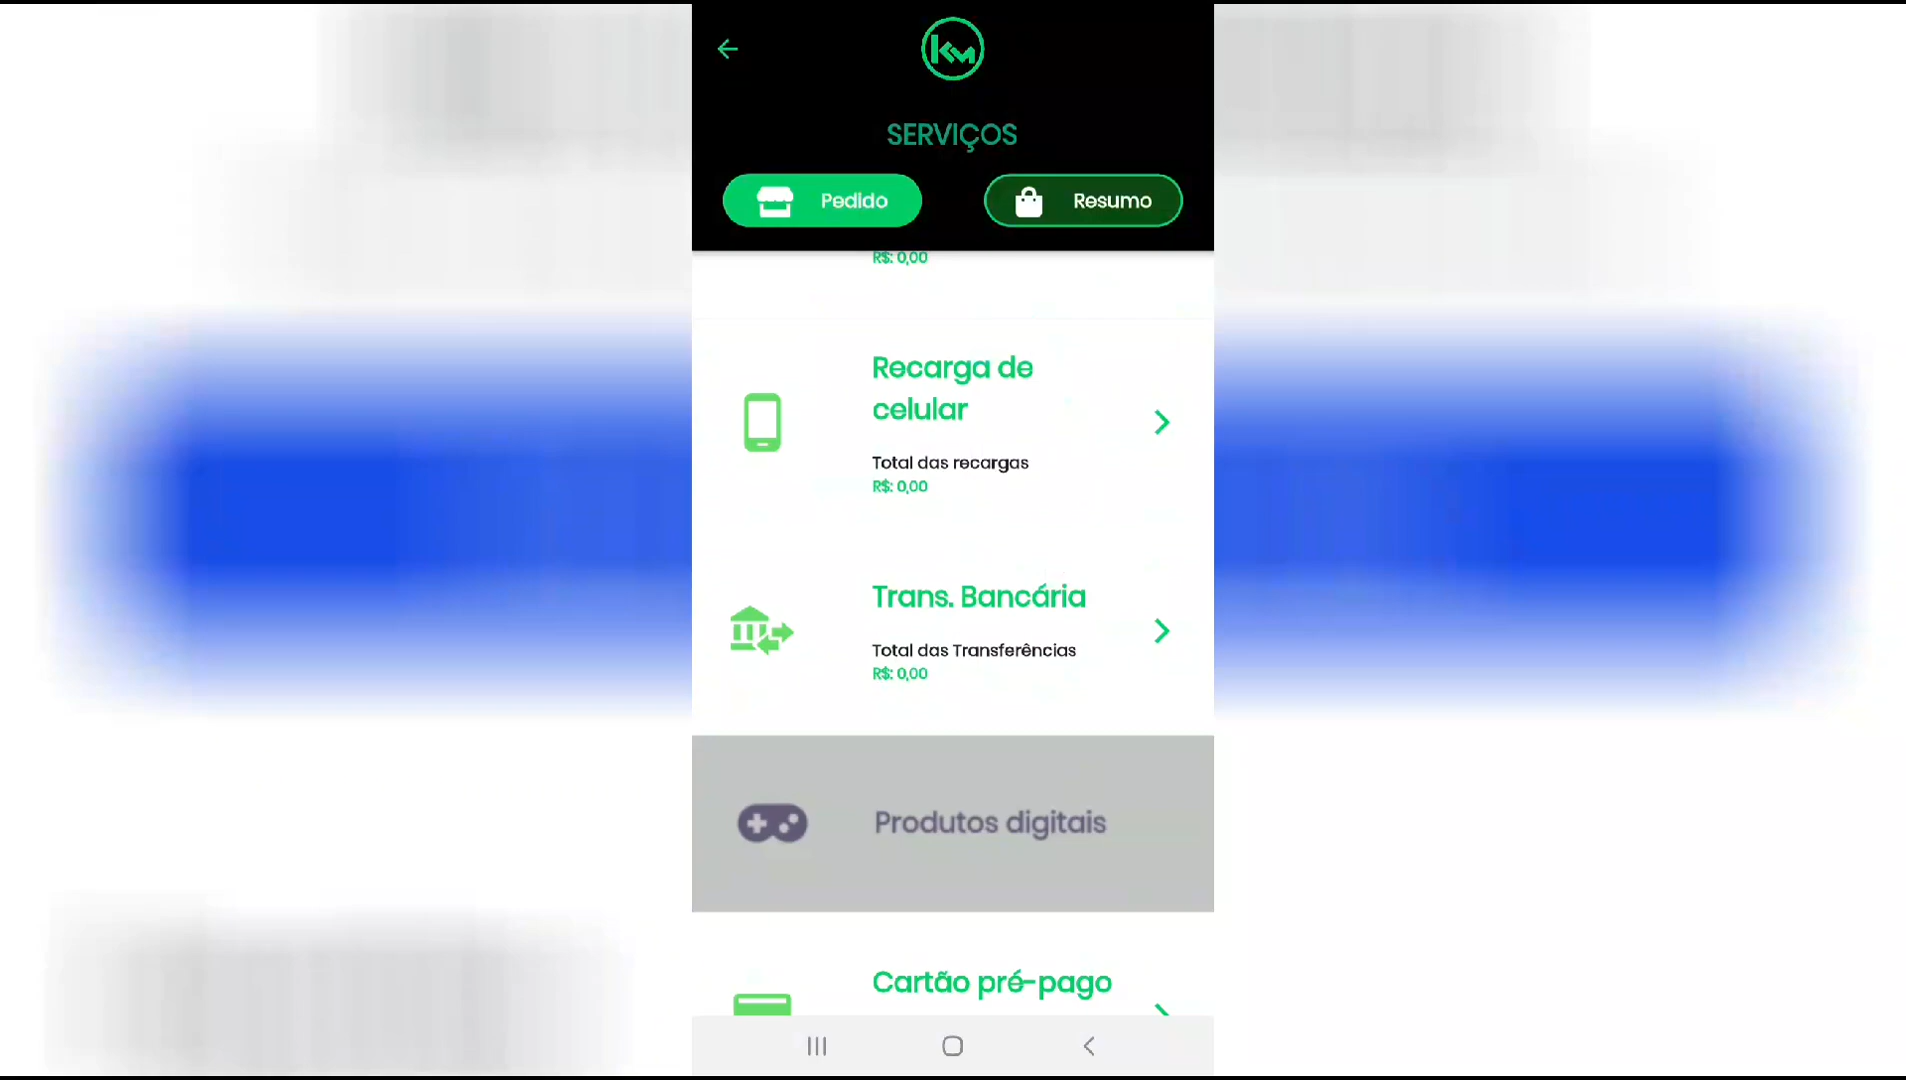 KM
SERVIÇOS
Pedido
Resumo
R$: 0,00
Recarga de
celular
Total das recargas
R$: 0,00
Trans. Bancária
Total das Transferências
R$: 0,00
Produtos digitais
Cartão pré-pago